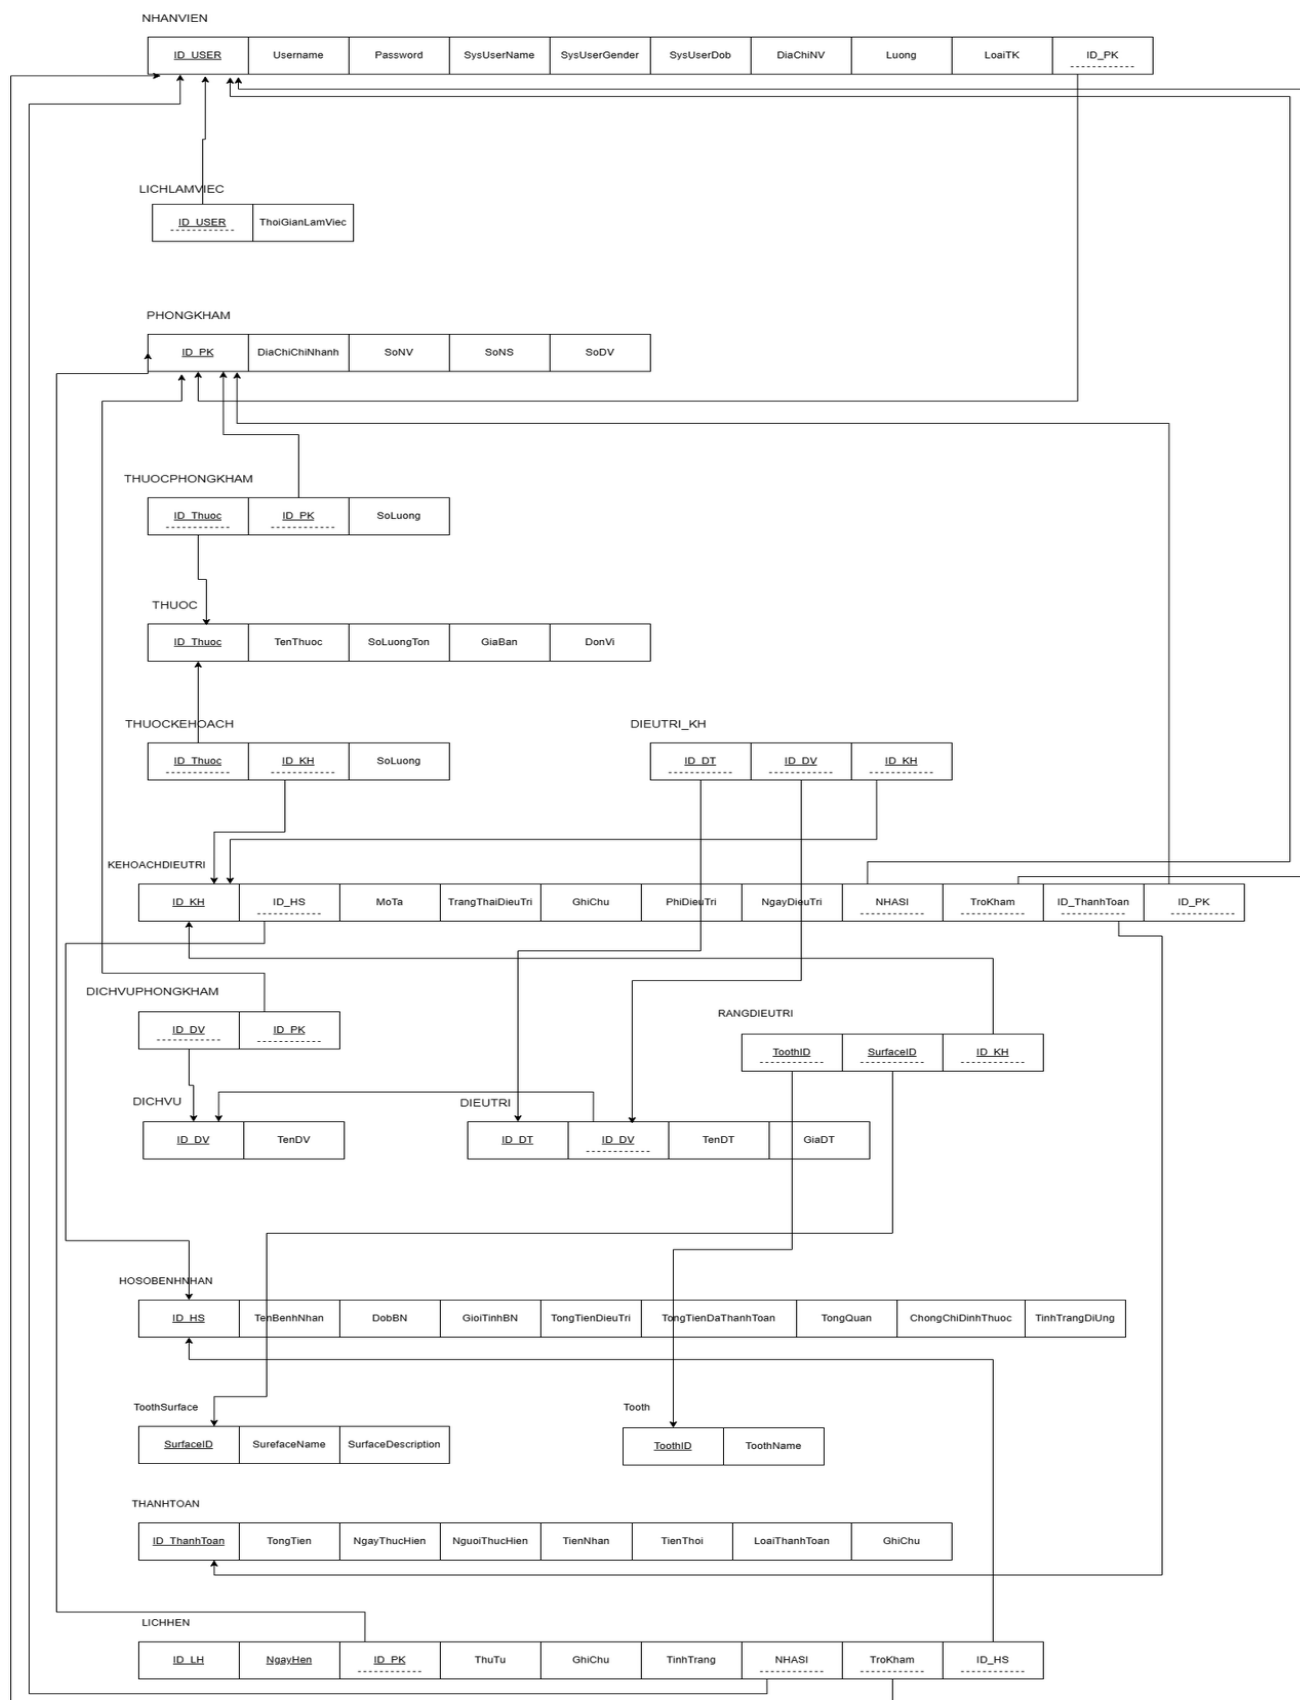 NHANVIEN
ID_USER Username Password SysUserName SysUserGender SysUserDob DiaChiNV Luong LoaiTK ID_PK
LICHLAMVIEC
ID_USER ThoiGianLamViec
PHONGKHAM
ID_PK DiaChiChiNhanh SoNV SoNS SoDV
THUOCPHONGKHAM
ID_Thuoc ID_PK SoLuong
THUOC
ID_Thuoc TenThuoc SoLuongTon GiaBan DonVi
THUOCKEHOACH DIEUTRI_KH
ID_Thuoc ID_KH SoLuong ID_DT ID_DV ID_KH
KEHOACHDIEUTRI
ID_KH ID_HS MoTa TrangThaiDieuTri GhiChu PhiDieuTri NgayDieuTri NHASI TroKham ID_ThanhToan ID_PK
DICHVUPHONGKHAM
ID_DV ID_PK
RANGDIEUTRI
ToothID SurfaceID ID_KH
DICHVU DIEUTRI
ID_DV TenDV ID_DT ID_DV TenDT GiaDT
HOSOBENHNHAN
ID_HS TenBenhNhan DobBN GioiTinhBN TongTienDieuTri TongTienDaThanhToan TongQuan ChongChiDinhThuoc TinhTrangDiUng
ToothSurface Tooth
SurfaceID SurefaceName SurfaceDescription ToothID ToothName
THANHTOAN
ID_ThanhToan TongTien NgayThucHien NguoiThucHien TienNhan TienThoi LoaiThanhToan GhiChu
LICHHEN
ID_LH NgayHen ID_PK ThuTu GhiChu TinhTrang NHASI TroKham ID_HS